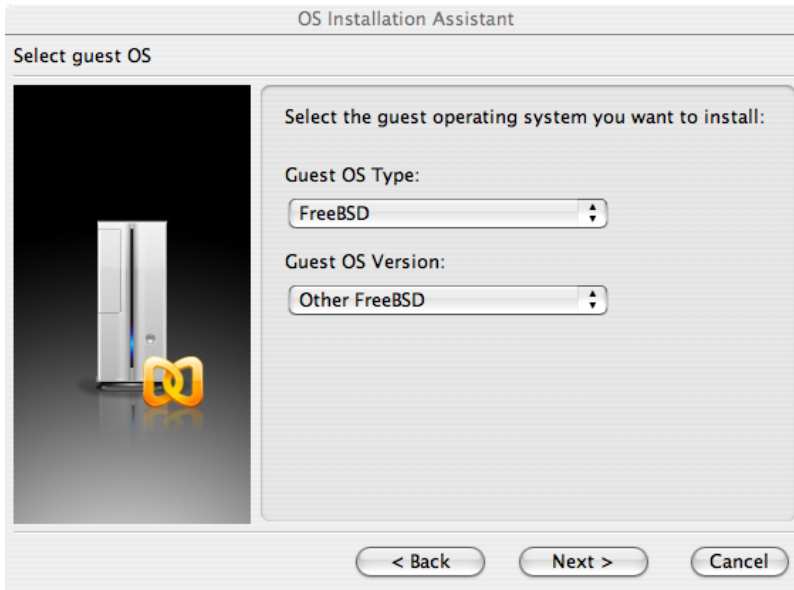 OS Installation Assistant
Select guest OS
Select the guest operating system you want to install:
Guest OS Type:
FreeBSD
Guest OS Version:
Other FreeBSD
< Back
Next >
Cancel